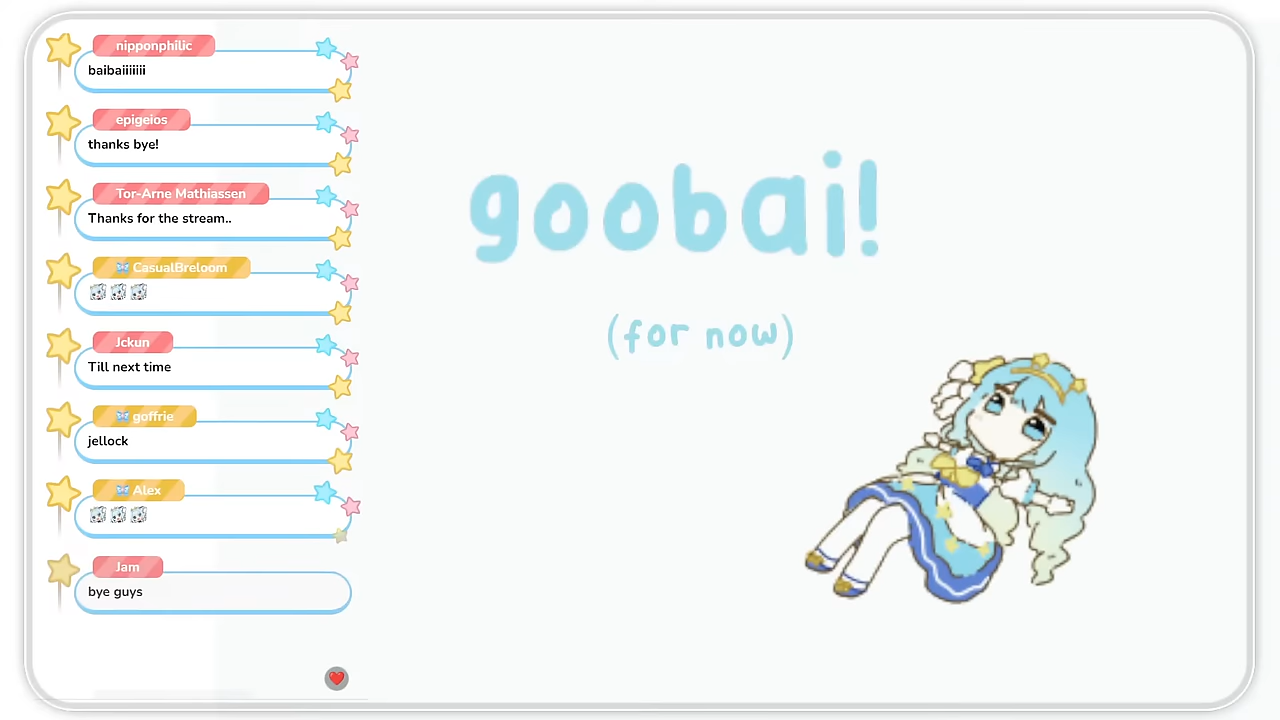 nipponphilic
baibaiiiiiii
epigeios
thanks bye!
Tor-Arne Mathiassen
Thanks for the stream..
CasualBreloom
Jckun
Till next time
goffrie
jellock
Alex
Jam
bye guys
goobai!
(for now)